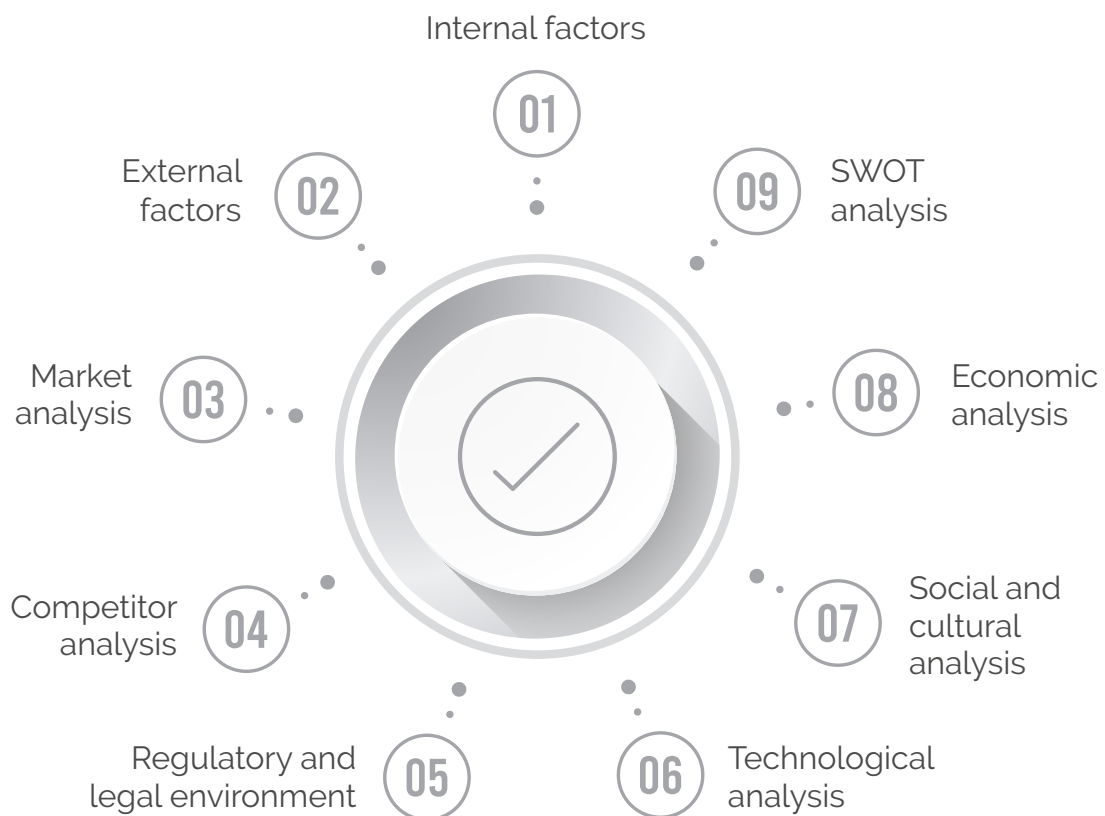 Internal factors
01
External
factors
02
Market
analysis
03
Competitor
analysis
04
Regulatory and
legal environment
05
06
Technological
analysis
07
Social and
cultural
analysis
08
Economic
analysis
09
SWOT
analysis